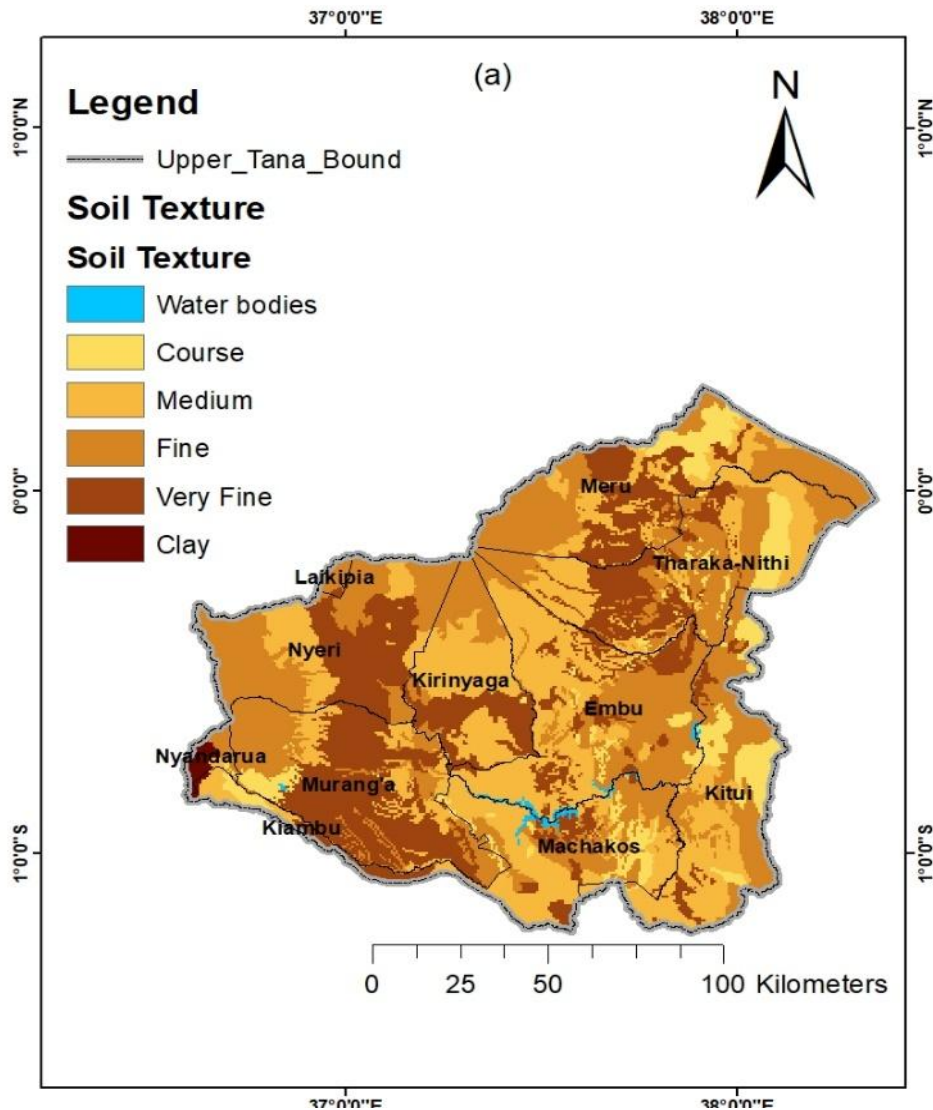 37°0'0"E 38°0'0"E
(a)
N
Legend
Upper_Tana_Bound
Soil Texture
Soil Texture
Water bodies
Course
Medium
Fine
Very Fine
Clay
1°0'0"N
1°0'0"N
0°0'0"
0°0'0"
1°0'0"S
1°0'0"S
Meru
Tharaka-Nithi
Laikipia
Nyeri
Kirinyaga
Embu
Nyandarua
Murang'a
Kitui
Kiambu
Machakos
0 25 50 100 Kilometers
37°0'0"E 38°0'0"E